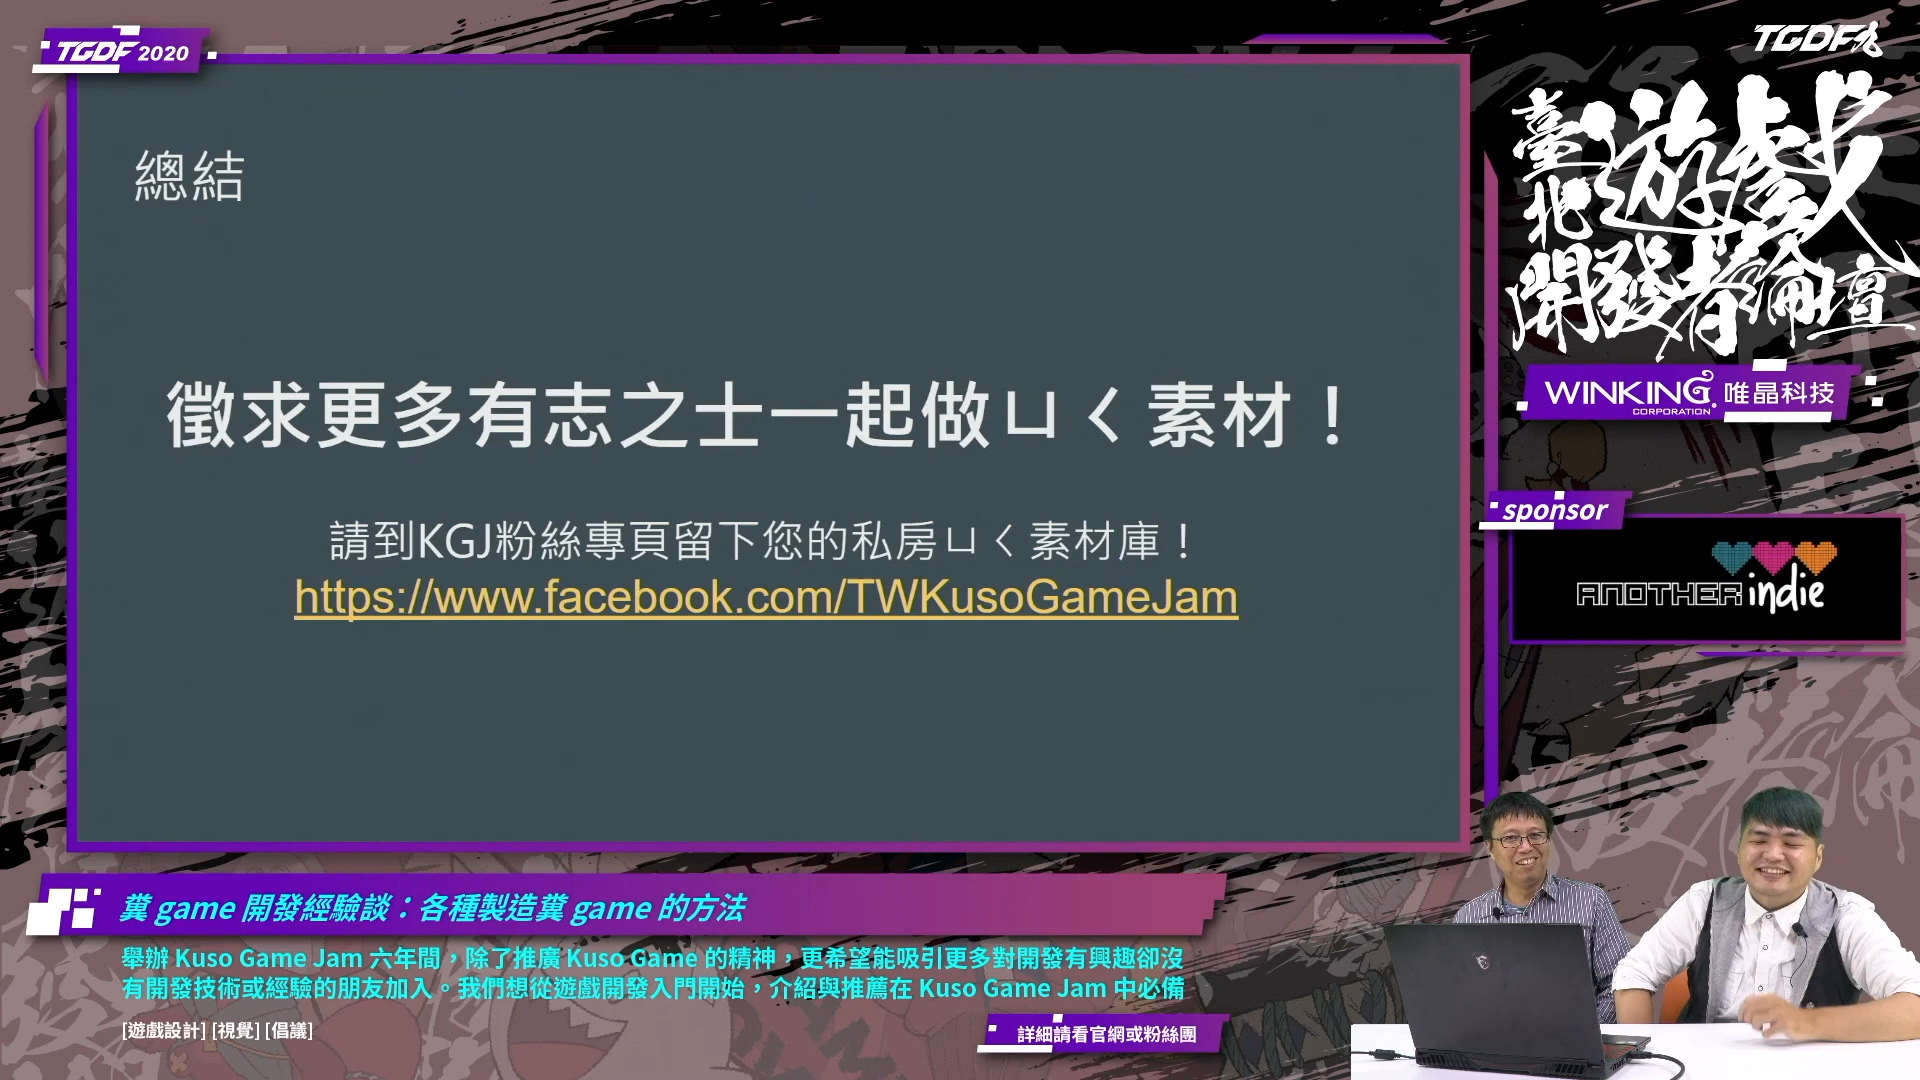 TGDF 2020
TGDF九
臺北遊戲開發者論壇
總結
徵求更多有志之士一起做ㄩㄑ素材！
請到KGJ粉絲專頁留下您的私房ㄩㄑ素材庫！
https://www.facebook.com/TWKusoGameJam
WINKING 唯晶科技
CORPORATION
sponsor
ANOTHER indie
糞 game 開發經驗談：各種製造糞 game 的方法
舉辦 Kuso Game Jam 六年間，除了推廣 Kuso Game 的精神，更希望能吸引更多對開發有興趣卻沒
有開發技術或經驗的朋友加入。我們想從遊戲開發入門開始，介紹與推薦在 Kuso Game Jam 中必備
[遊戲設計] [視覺] [倡議]
詳細請看官網或粉絲團